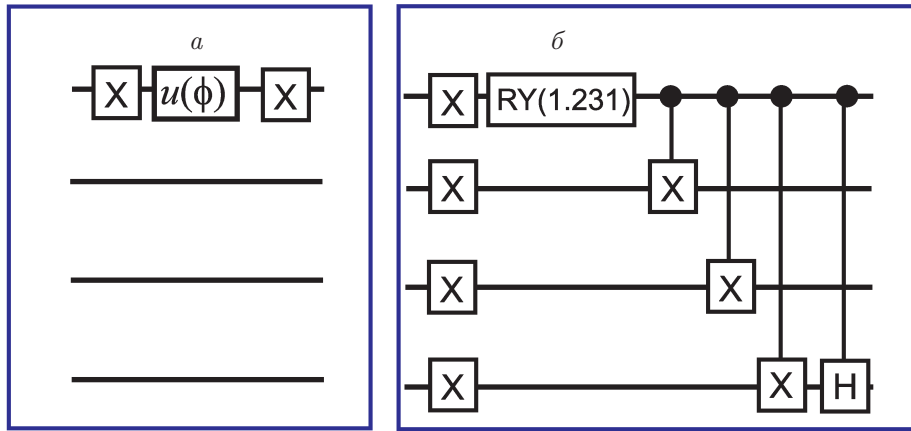 а
X u(ϕ) X
б
X RY(1.231)
X X
X X
X X H